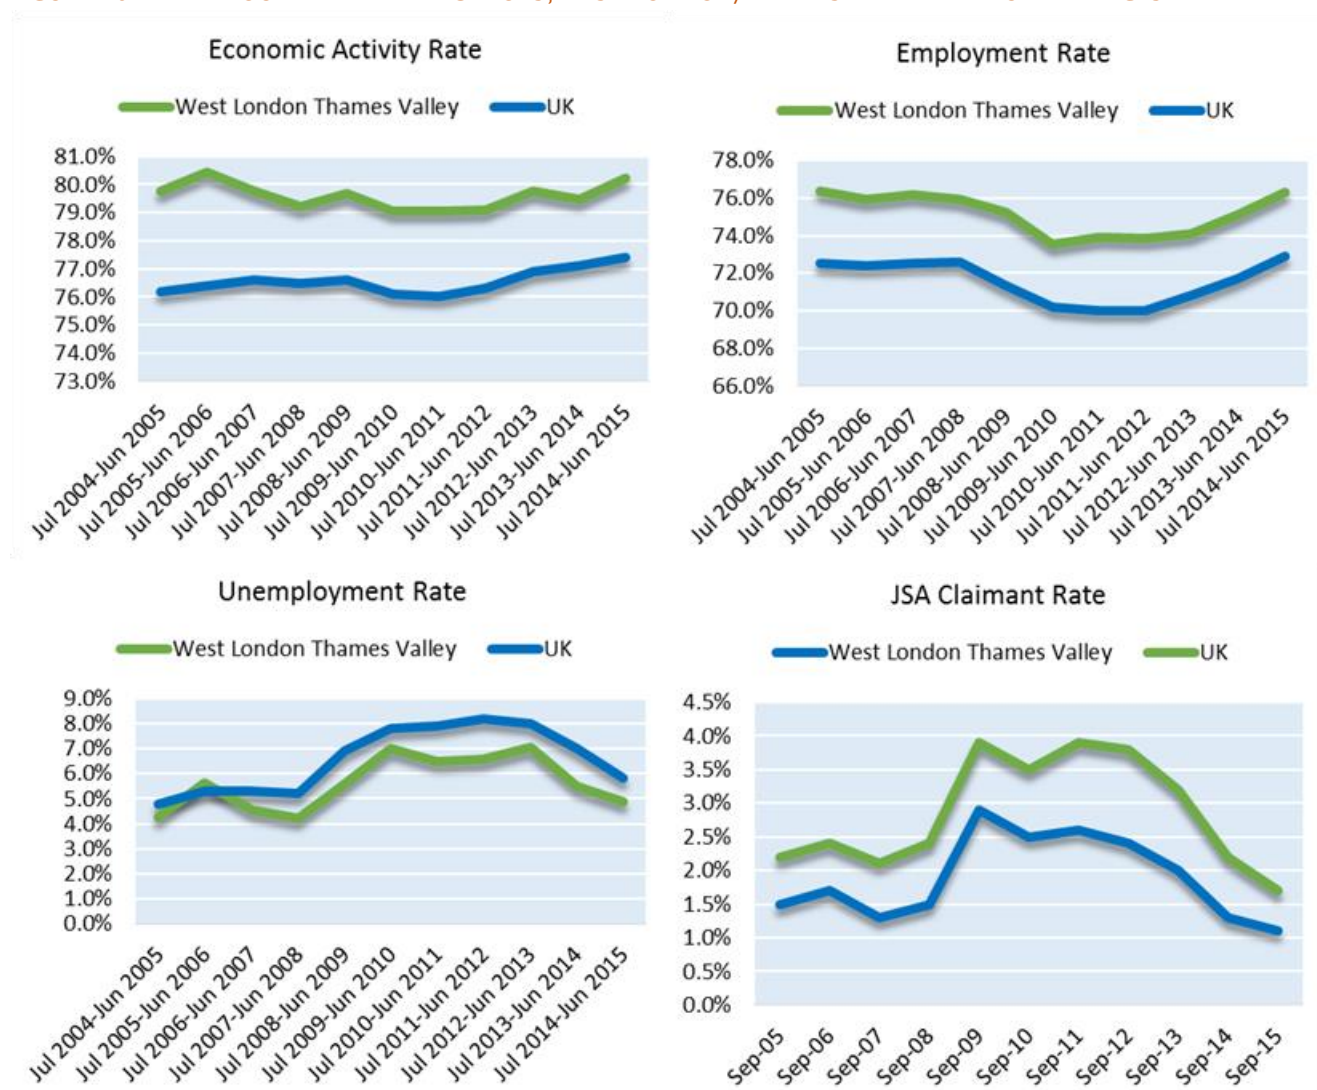 Economic Activity Rate
West London Thames Valley UK
81.0%
80.0%
79.0%
78.0%
77.0%
76.0%
75.0%
74.0%
73.0%
Jul 2004-Jun 2005
Jul 2005-Jun 2006
Jul 2006-Jun 2007
Jul 2007-Jun 2008
Jul 2008-Jun 2009
Jul 2009-Jun 2010
Jul 2010-Jun 2011
Jul 2011-Jun 2012
Jul 2012-Jun 2013
Jul 2013-Jun 2014
Jul 2014-Jun 2015
Employment Rate
West London Thames Valley UK
78.0%
76.0%
74.0%
72.0%
70.0%
68.0%
66.0%
Jul 2004-Jun 2005
Jul 2005-Jun 2006
Jul 2006-Jun 2007
Jul 2007-Jun 2008
Jul 2008-Jun 2009
Jul 2009-Jun 2010
Jul 2010-Jun 2011
Jul 2011-Jun 2012
Jul 2012-Jun 2013
Jul 2013-Jun 2014
Jul 2014-Jun 2015
Unemployment Rate
West London Thames Valley UK
9.0%
8.0%
7.0%
6.0%
5.0%
4.0%
3.0%
2.0%
1.0%
0.0%
Jul 2004-Jun 2005
Jul 2005-Jun 2006
Jul 2006-Jun 2007
Jul 2007-Jun 2008
Jul 2008-Jun 2009
Jul 2009-Jun 2010
Jul 2010-Jun 2011
Jul 2011-Jun 2012
Jul 2012-Jun 2013
Jul 2013-Jun 2014
Jul 2014-Jun 2015
JSA Claimant Rate
West London Thames Valley UK
4.5%
4.0%
3.5%
3.0%
2.5%
2.0%
1.5%
1.0%
0.5%
0.0%
Sep-05
Sep-06
Sep-07
Sep-08
Sep-09
Sep-10
Sep-11
Sep-12
Sep-13
Sep-14
Sep-15